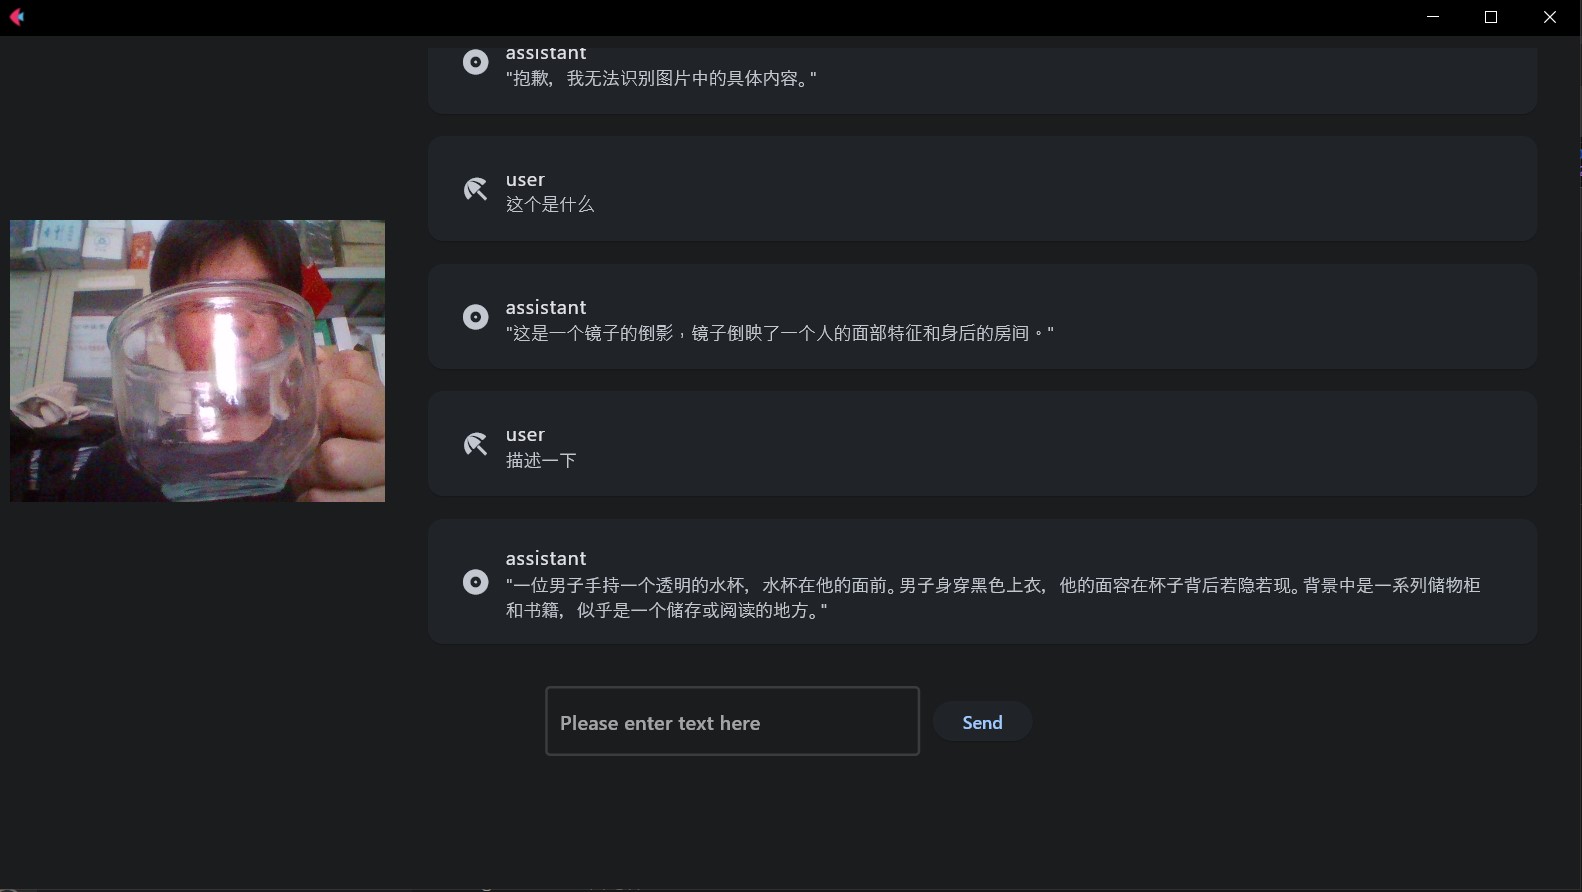 assistant
"抱歉，我无法识别图片中的具体内容。"
user
这个是什么
assistant
"这是一个镜子的倒影，镜子倒映了一个人的面部特征和身后的房间。"
user
描述一下
assistant
"一位男子手持一个透明的水杯，水杯在他的面前。男子身穿黑色上衣，他的面容在杯子背后若隐若现。背景中是一系列储物柜
和书籍，似乎是一个储存或阅读的地方。"
Please enter text here
Send